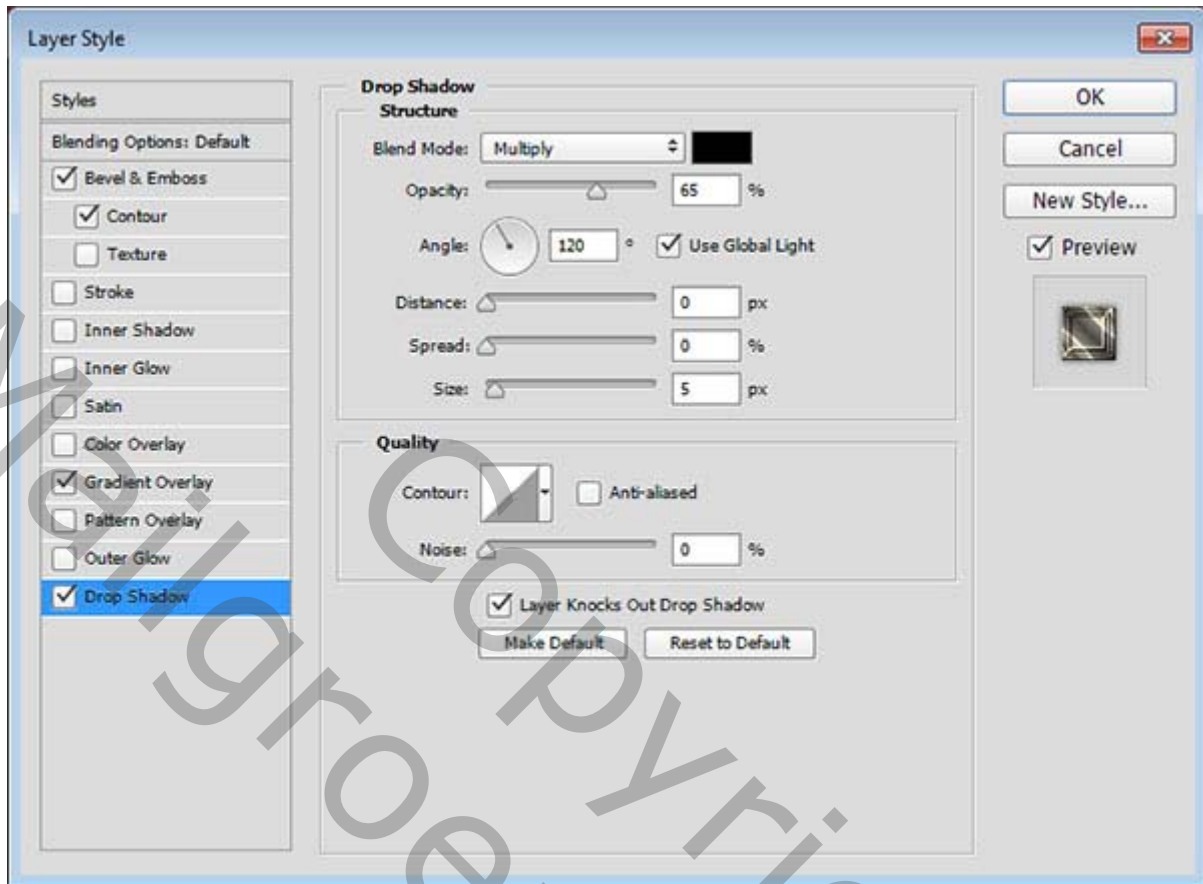 Layer Style
Styles
Blending Options: Default
Bevel & Emboss
Contour
Texture
Stroke
Inner Shadow
Inner Glow
Satin
Color Overlay
Gradient Overlay
Pattern Overlay
Outer Glow
Drop Shadow
Drop Shadow
Structure
Blend Mode: Multiply
Opacity: 65 %
Angle: 120 ° Use Global Light
Distance: 0 px
Spread: 0 %
Size: 5 px
Quality
Contour: Anti-aliased
Noise: 0 %
Layer Knocks Out Drop Shadow
Make Default Reset to Default
OK
Cancel
New Style...
Preview